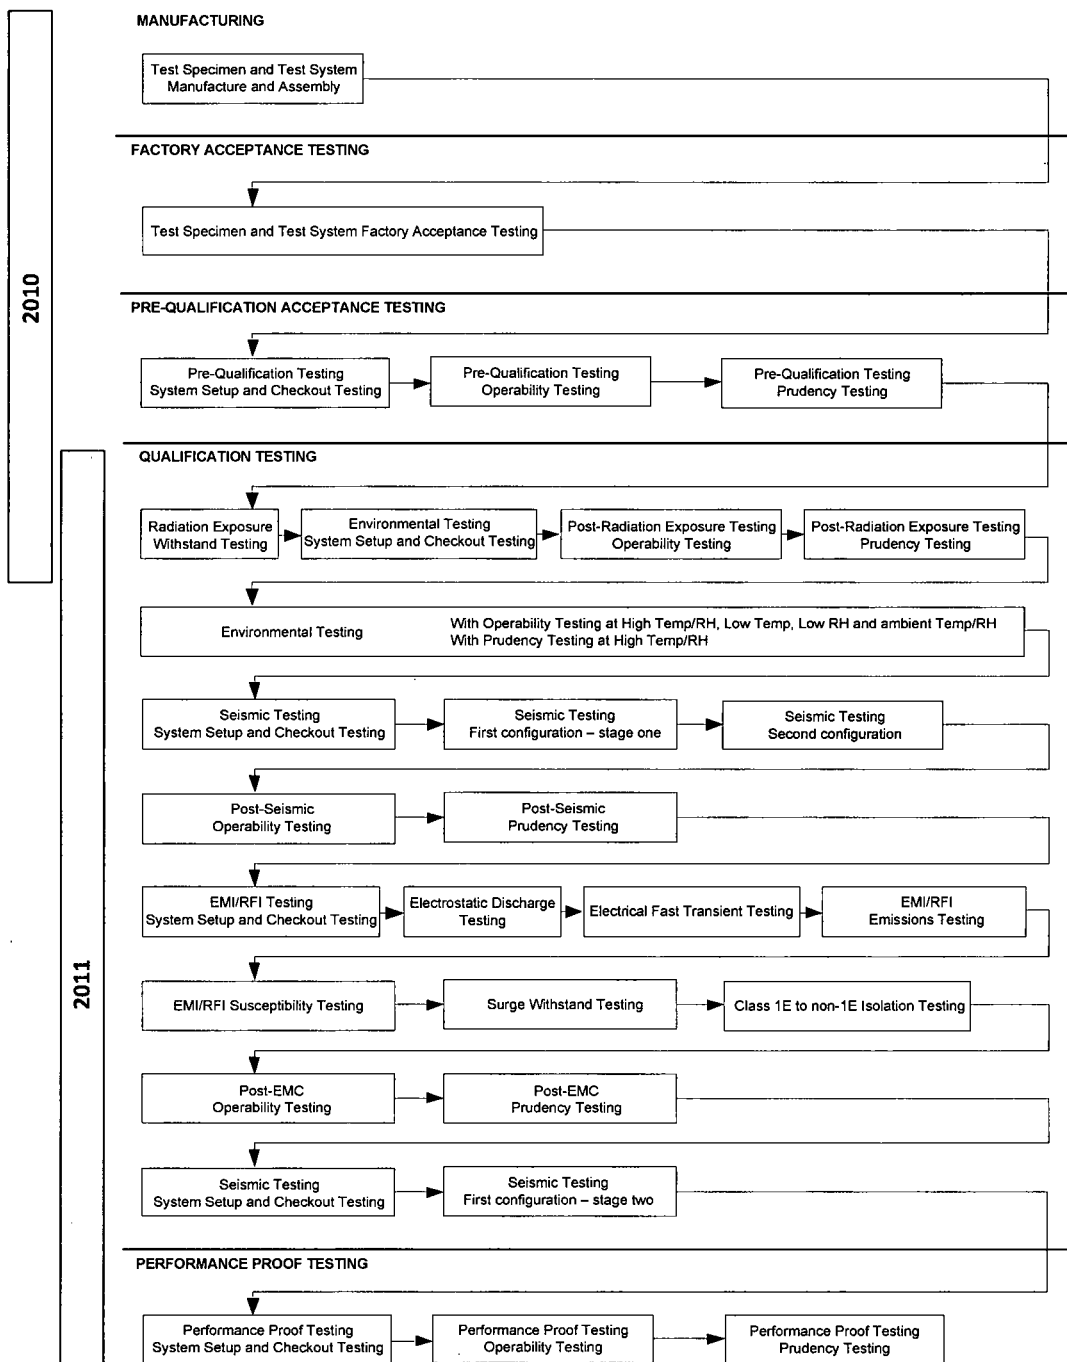 MANUFACTURING
Test Specimen and Test System
Manufacture and Assembly
FACTORY ACCEPTANCE TESTING
Test Specimen and Test System Factory Acceptance Testing
2010
PRE-QUALIFICATION ACCEPTANCE TESTING
Pre-Qualification Testing
System Setup and Checkout Testing
Pre-Qualification Testing
Operability Testing
Pre-Qualification Testing
Prudency Testing
QUALIFICATION TESTING
Radiation Exposure
Withstand Testing
Environmental Testing
System Setup and Checkout Testing
Post-Radiation Exposure Testing
Operability Testing
Post-Radiation Exposure Testing
Prudency Testing
Environmental Testing
With Operability Testing at High Temp/RH, Low Temp, Low RH and ambient Temp/RH
With Prudency Testing at High Temp/RH
Seismic Testing
System Setup and Checkout Testing
Seismic Testing
First configuration – stage one
Seismic Testing
Second configuration
Post-Seismic
Operability Testing
Post-Seismic
Prudency Testing
EMI/RFI Testing
System Setup and Checkout Testing
Electrostatic Discharge
Testing
Electrical Fast Transient Testing
EMI/RFI
Emissions Testing
2011
EMI/RFI Susceptibility Testing
Surge Withstand Testing
Class 1E to non-1E Isolation Testing
Post-EMC
Operability Testing
Post-EMC
Prudency Testing
Seismic Testing
System Setup and Checkout Testing
Seismic Testing
First configuration – stage two
PERFORMANCE PROOF TESTING
Performance Proof Testing
System Setup and Checkout Testing
Performance Proof Testing
Operability Testing
Performance Proof Testing
Prudency Testing